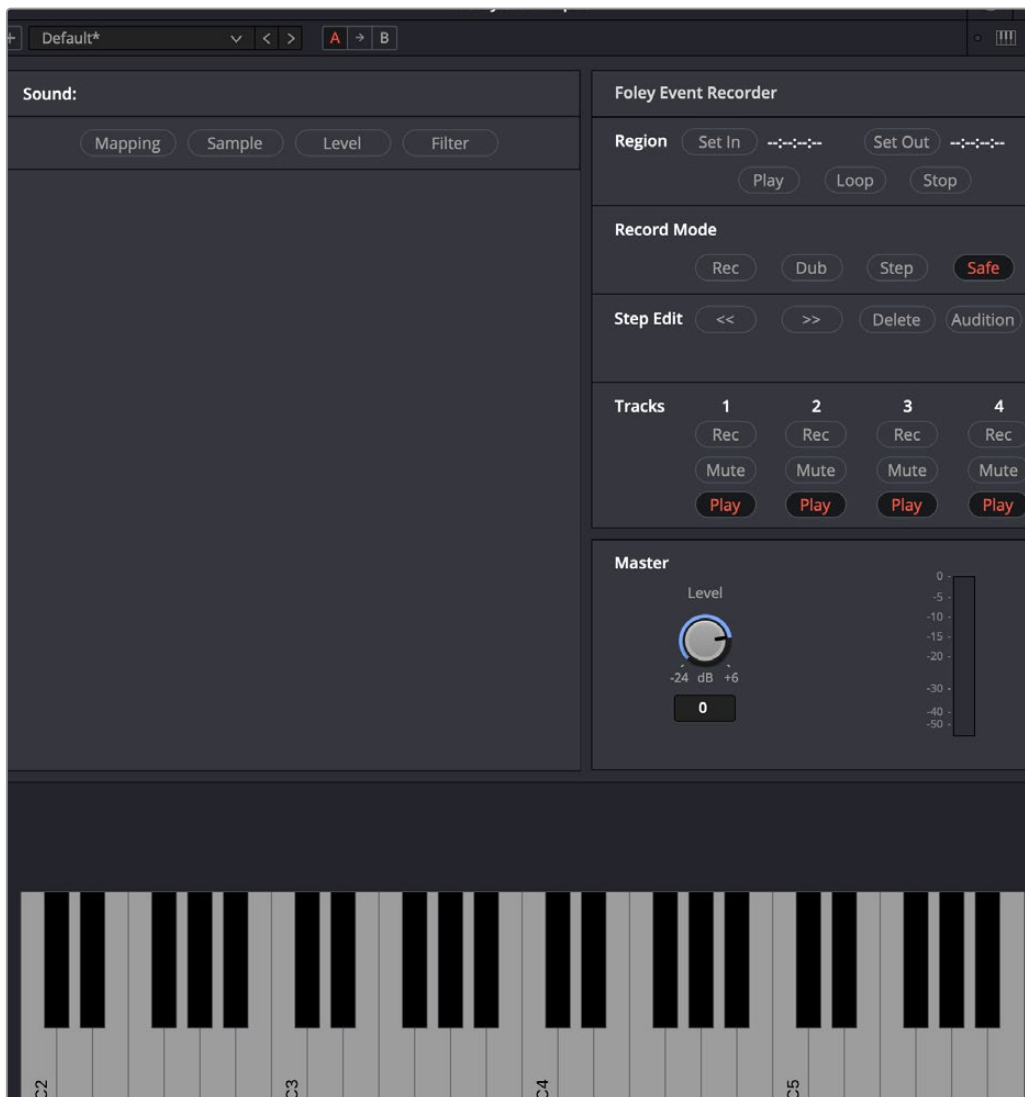 Default* < > A → B
Sound:
Mapping Sample Level Filter
Foley Event Recorder
Region Set In --:--:--:-- Set Out --:--:--:--
Play Loop Stop
Record Mode
Rec Dub Step Safe
Step Edit << >> Delete Audition
Tracks 1 2 3 4
Rec Rec Rec Rec
Mute Mute Mute Mute
Play Play Play Play
Master
Level
-24 dB +6
0
0
-5
-10
-15
-20
-30
-40
-50
C2 C3 C4 C5